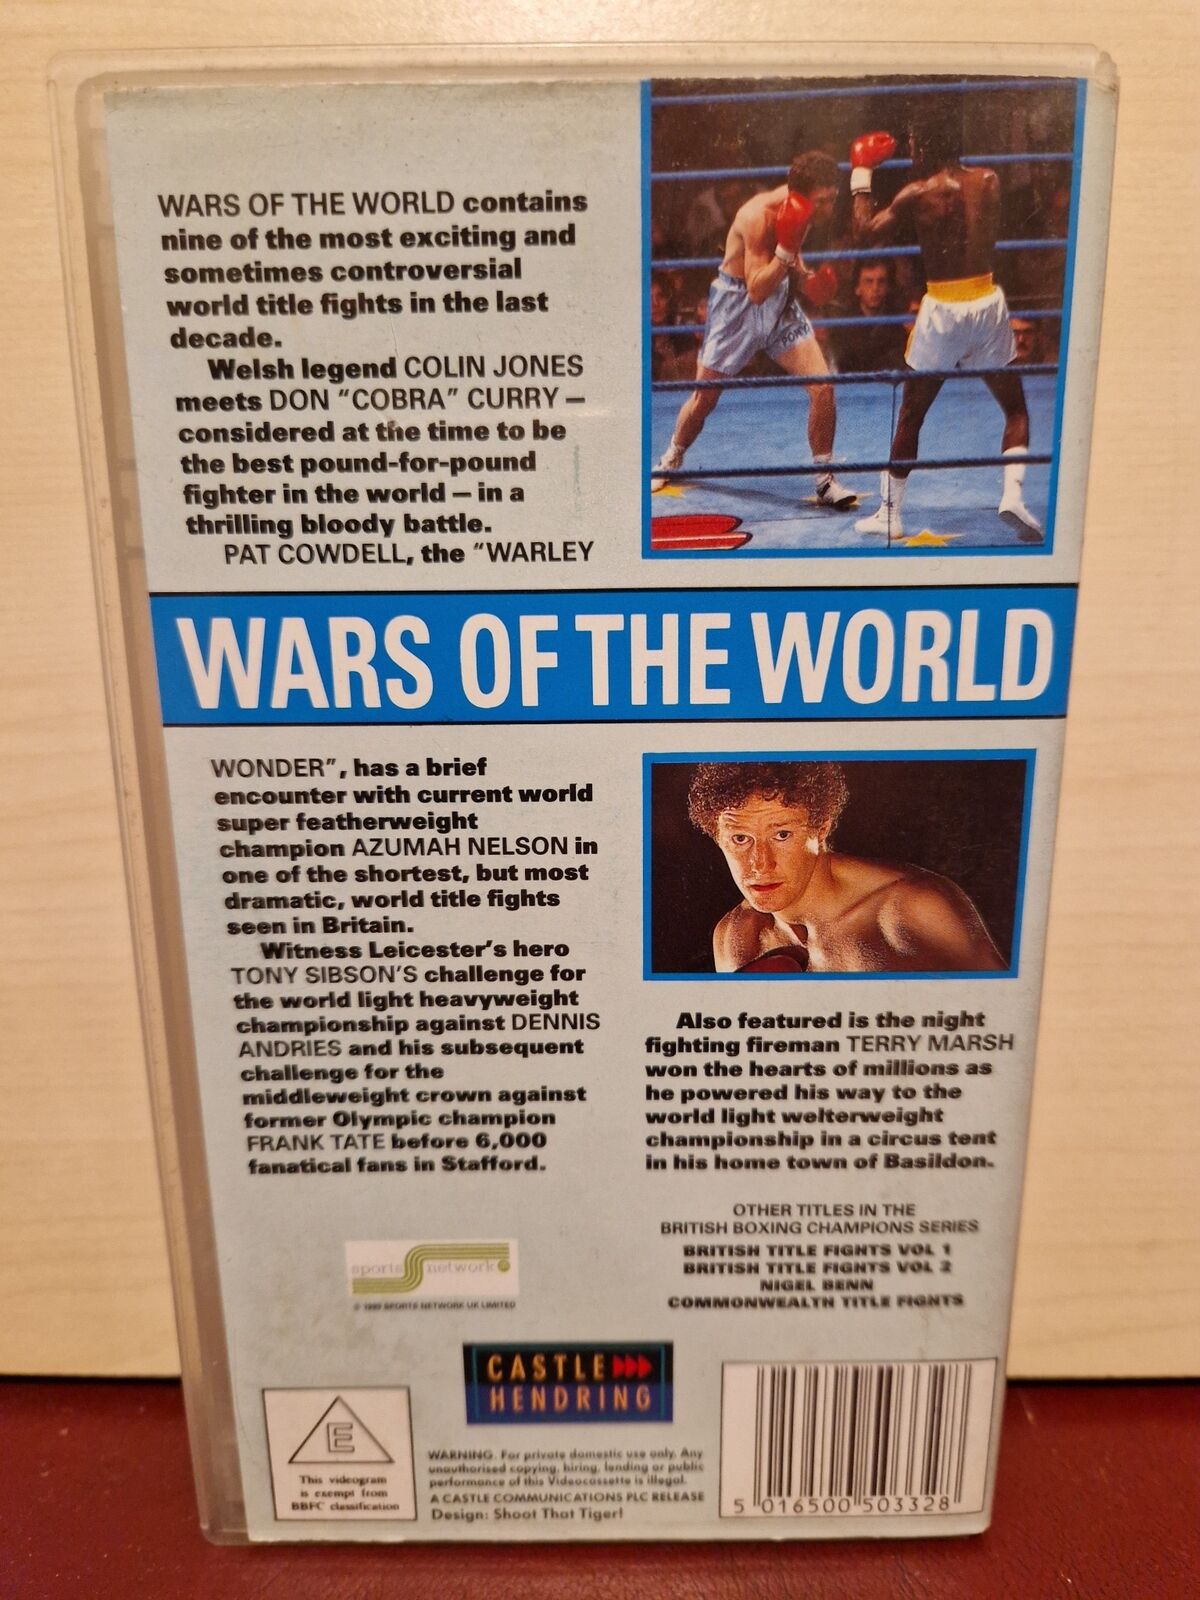 WARS OF THE WORLD contains
nine of the most exciting and
sometimes controversial
world title fights in the last
decade.
Welsh legend COLIN JONES
meets DON "COBRA" CURRY —
considered at the time to be
the best pound-for-pound
fighter in the world — in a
thrilling bloody battle.
PAT COWDELL, the "WARLEY
PONY
WARS OF THE WORLD
WONDER", has a brief
encounter with current world
super featherweight
champion AZUMAH NELSON in
one of the shortest, but most
dramatic, world title fights
seen in Britain.
Witness Leicester's hero
TONY SIBSON'S challenge for
the world light heavyweight
championship against DENNIS
ANDRIES and his subsequent
challenge for the
middleweight crown against
former Olympic champion
FRANK TATE before 6,000
fanatical fans in Stafford.
Also featured is the night
fighting fireman TERRY MARSH
won the hearts of millions as
he powered his way to the
world light welterweight
championship in a circus tent
in his home town of Basildon.
OTHER TITLES IN THE
BRITISH BOXING CHAMPIONS SERIES
BRITISH TITLE FIGHTS VOL 1
BRITISH TITLE FIGHTS VOL 2
NIGEL BENN
COMMONWEALTH TITLE FIGHTS
sports network
© 1989 SPORTS NETWORK UK LIMITED
CASTLE
HENDRING
E
This videogram
is exempt from
BBFC classification
WARNING. For private domestic use only. Any
unauthorised copying, hiring, lending or public
performance of this Videocassette is illegal.
A CASTLE COMMUNICATIONS PLC RELEASE
Design: Shoot That Tiger!
5 016500 503328